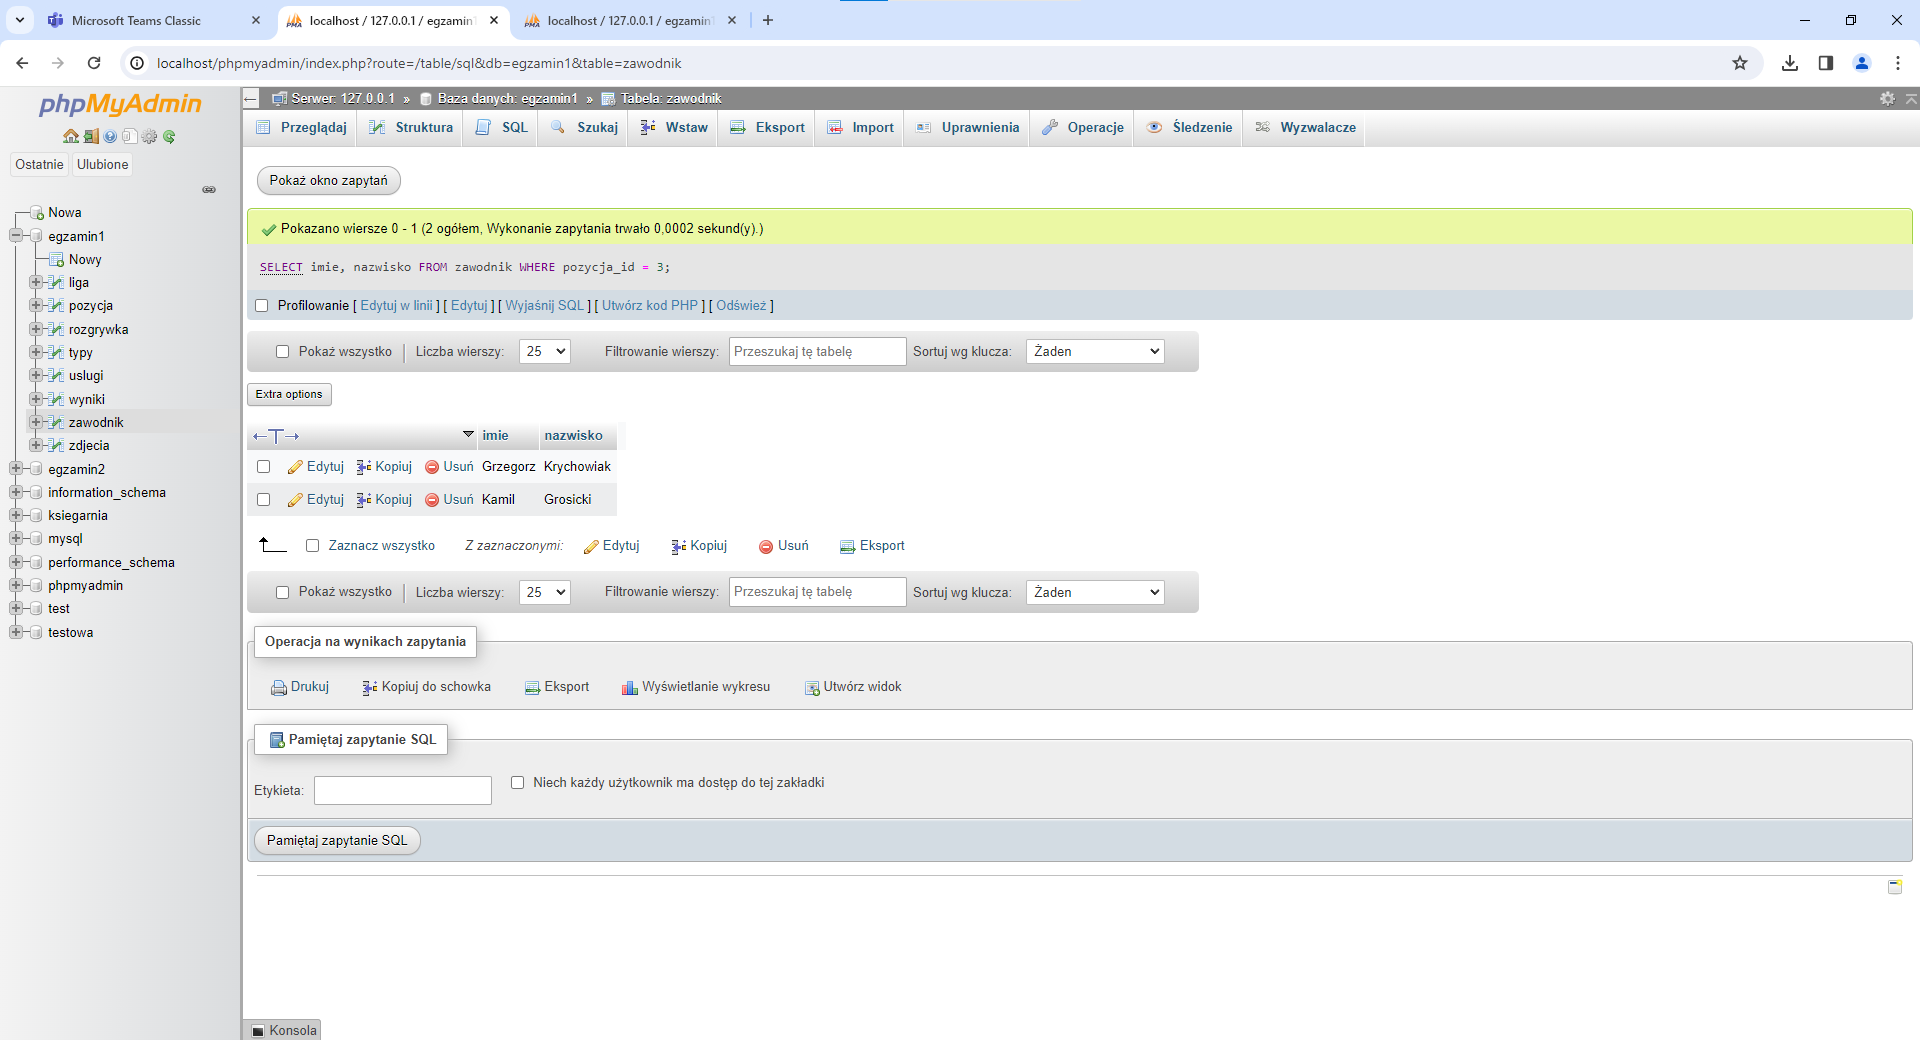 Microsoft Teams Classic
localhost / 127.0.0.1 / egzamin1
localhost / 127.0.0.1 / egzamin1
localhost/phpmyadmin/index.php?route=/table/sql&db=egzamin1&table=zawodnik
phpMyAdmin
Ostatnie Ulubione
Nowa
egzamin1
Nowy
liga
pozycja
rozgrywka
typy
uslugi
wyniki
zawodnik
zdjecia
egzamin2
information_schema
ksiegarnia
mysql
performance_schema
phpmyadmin
test
testowa
Serwer: 127.0.0.1 » Baza danych: egzamin1 » Tabela: zawodnik
Przeglądaj Struktura SQL Szukaj Wstaw Eksport Import Uprawnienia Operacje Śledzenie Wyzwalacze
Pokaż okno zapytań
Pokazano wiersze 0 - 1 (2 ogółem, Wykonanie zapytania trwało 0,0002 sekund(y).)
SELECT imie, nazwisko FROM zawodnik WHERE pozycja_id = 3;
Profilowanie [ Edytuj w linii ] [ Edytuj ] [ Wyjaśnij SQL ] [ Utwórz kod PHP ] [ Odśwież ]
Pokaż wszystko Liczba wierszy: 25 Filtrowanie wierszy: Przeszukaj tę tabelę Sortuj wg klucza: Żaden
Extra options
←T→ imie nazwisko
Edytuj Kopiuj Usuń Grzegorz Krychowiak
Edytuj Kopiuj Usuń Kamil Grosicki
Zaznacz wszystko Z zaznaczonymi: Edytuj Kopiuj Usuń Eksport
Pokaż wszystko Liczba wierszy: 25 Filtrowanie wierszy: Przeszukaj tę tabelę Sortuj wg klucza: Żaden
Operacja na wynikach zapytania
Drukuj Kopiuj do schowka Eksport Wyświetlanie wykresu Utwórz widok
Pamiętaj zapytanie SQL
Etykieta: Niech każdy użytkownik ma dostęp do tej zakładki
Pamiętaj zapytanie SQL
Konsola